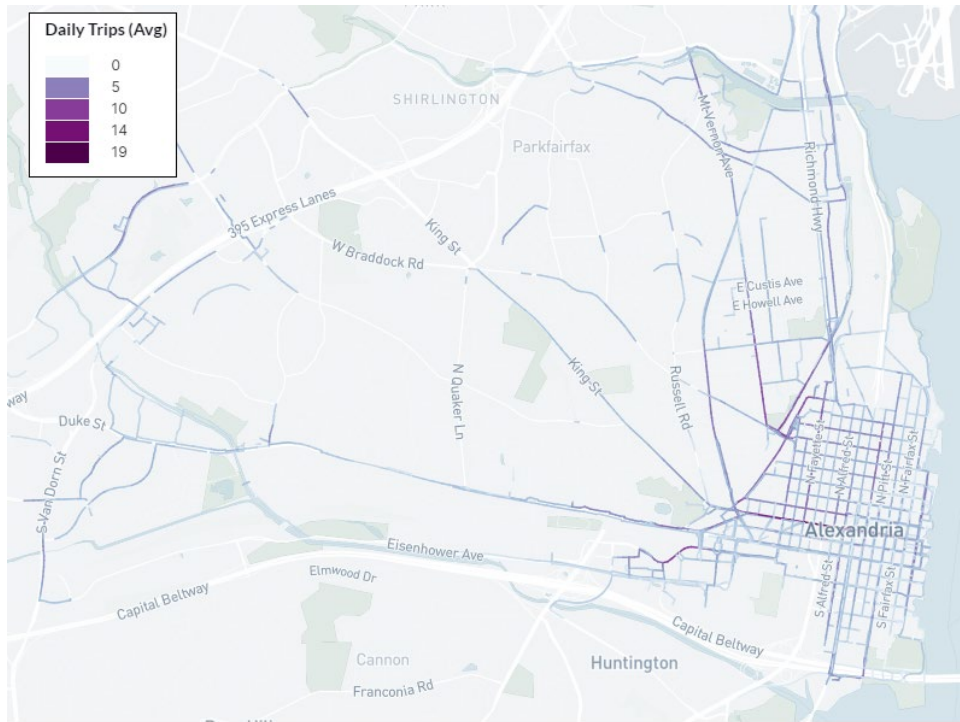 Daily Trips (Avg)
0
5
10
14
19
SHIRLINGTON
Parkfairfax
Mt Vernon Ave
Richmond Hwy
395 Express Lanes
King St
W Braddock Rd
E Custis Ave
E Howell Ave
King St
Russell Rd
N Quaker Ln
Duke St
S Van Dorn St
N Fayette St
N Alfred St
N Pitt St
N Fairfax St
Alexandria
Eisenhower Ave
Elmwood Dr
Capital Beltway
S Alfred St
S Fairfax St
Capital Beltway
Cannon
Huntington
Franconia Rd